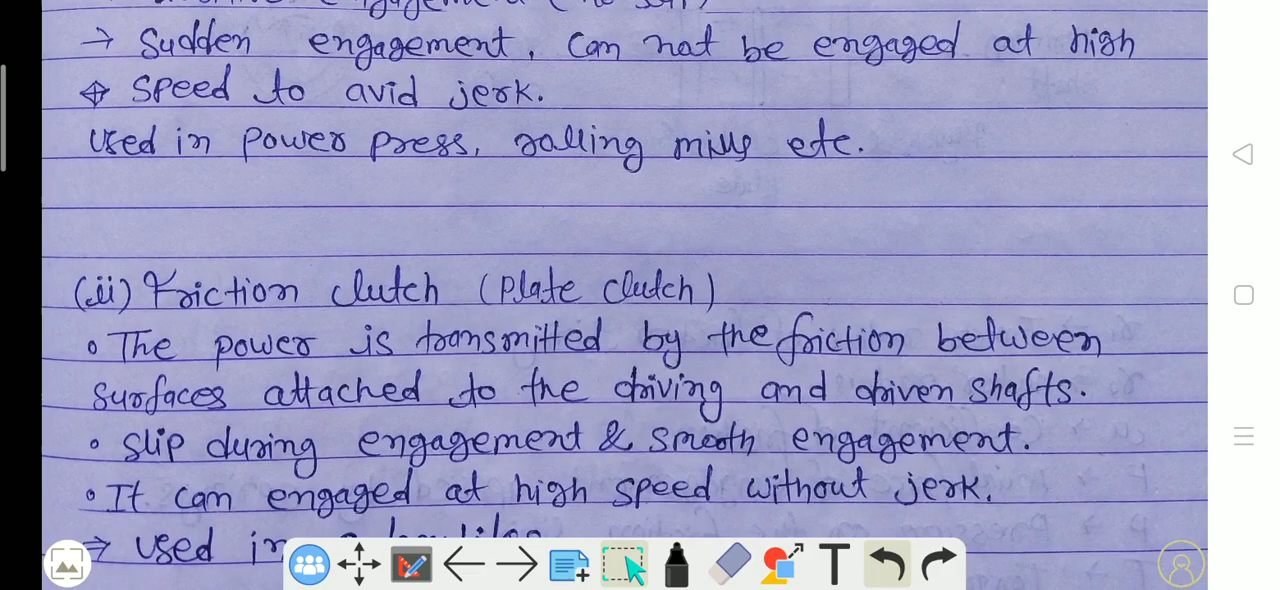 → Sudden engagement, Can not be engaged at high
Speed to avid jerk.
Used in Power Press, rolling mills etc.
(ii) Friction clutch (Plate clutch)
• The power is transmitted by the friction between
Surfaces attached to the driving and driven shafts.
• Slip during engagement & smooth engagement.
• It can engaged at high speed without jerk.
⇒ Used in
T